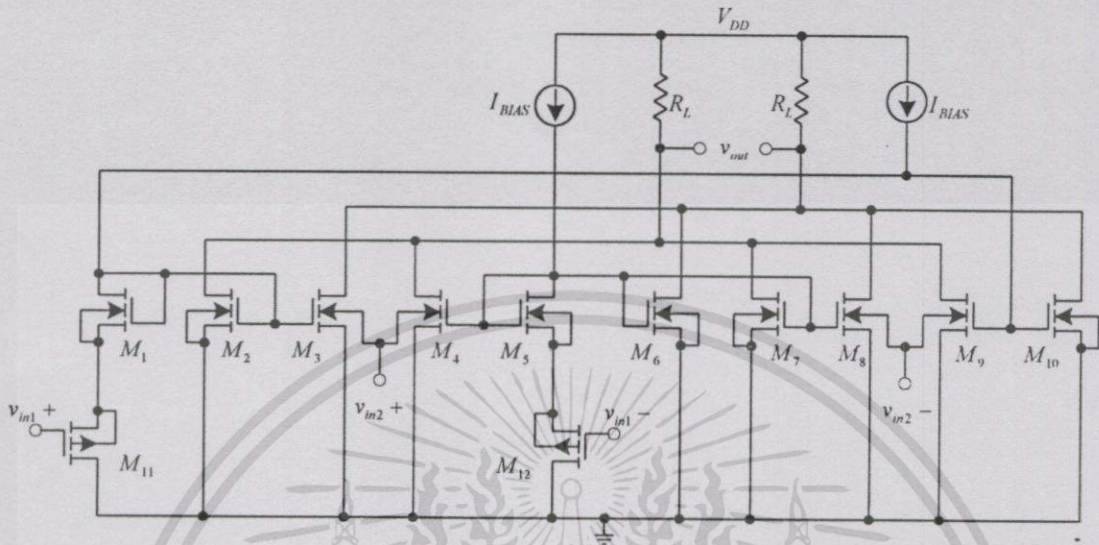 V_DD
I_BIAS
R_L
R_L
I_BIAS
v_out
M_1
M_2
M_3
M_4
M_5
M_6
M_7
M_8
M_9
M_10
v_in1 +
v_in2 +
v_in1 −
v_in2 −
M_11
M_12